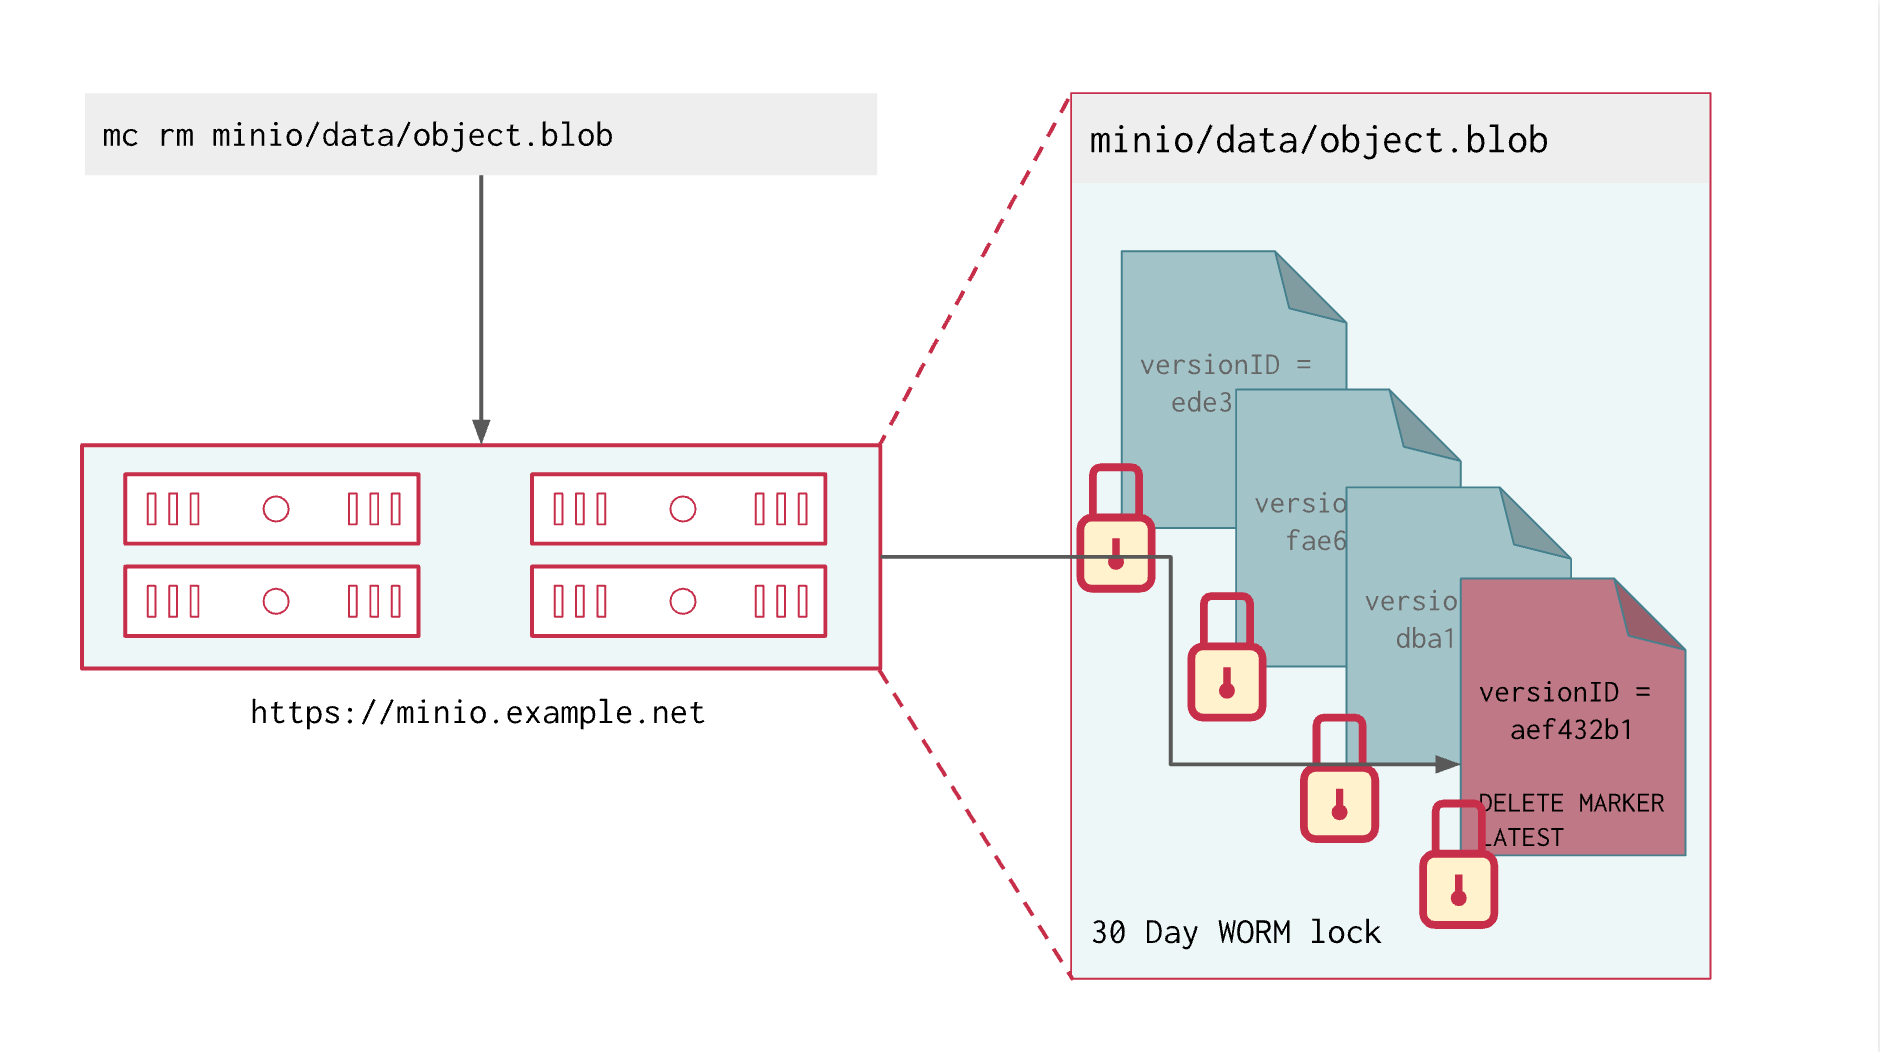 mc rm minio/data/object.blob
minio/data/object.blob
versionID =
ede3
versio
fae6
versio
dba1
versionID =
aef432b1
DELETE MARKER
LATEST
https://minio.example.net
30 Day WORM lock